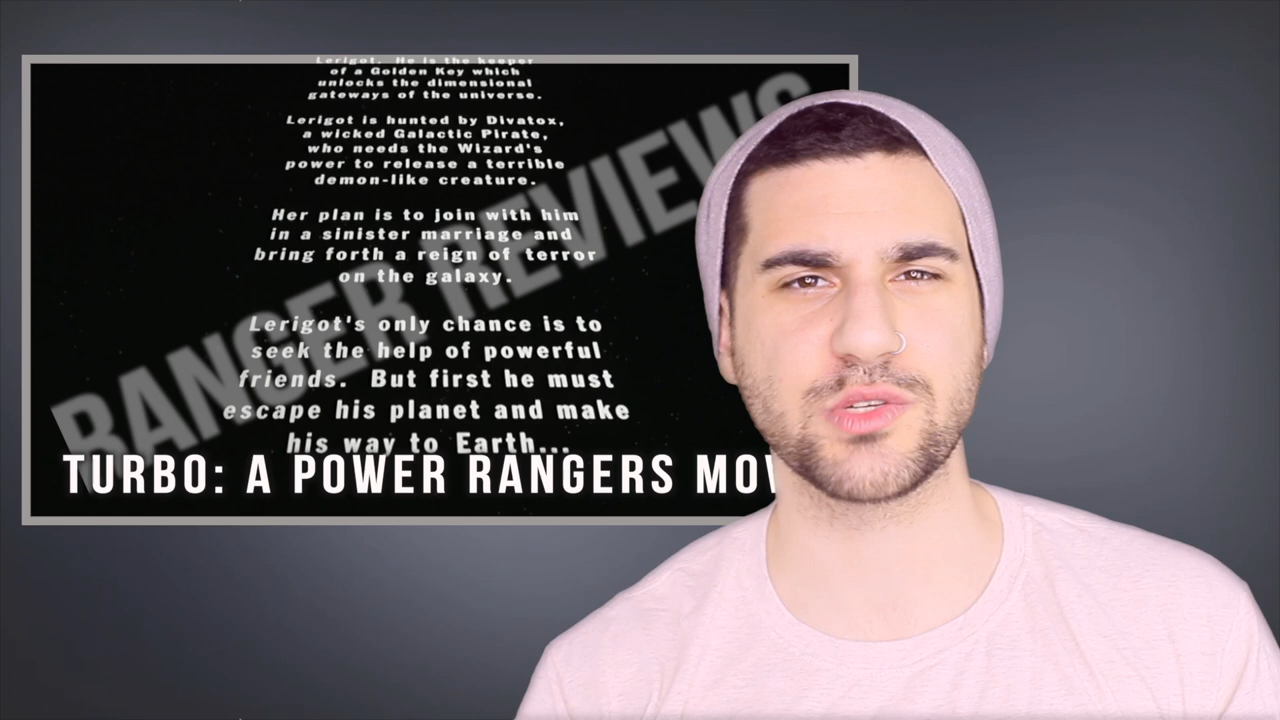 Lerigot. He is the keeper
of a Golden Key which
unlocks the dimensional
gateways of the universe.
Lerigot is hunted by Divatox,
a wicked Galactic Pirate,
who needs the Wizard's
power to release a terrible
demon-like creature.
Her plan is to join with him
in a sinister marriage and
bring forth a reign of terror
on the galaxy.
Lerigot's only chance is to
seek the help of powerful
friends. But first he must
escape his planet and make
his way to Earth...
RANGER REVIEWS
TURBO: A POWER RANGERS MOV